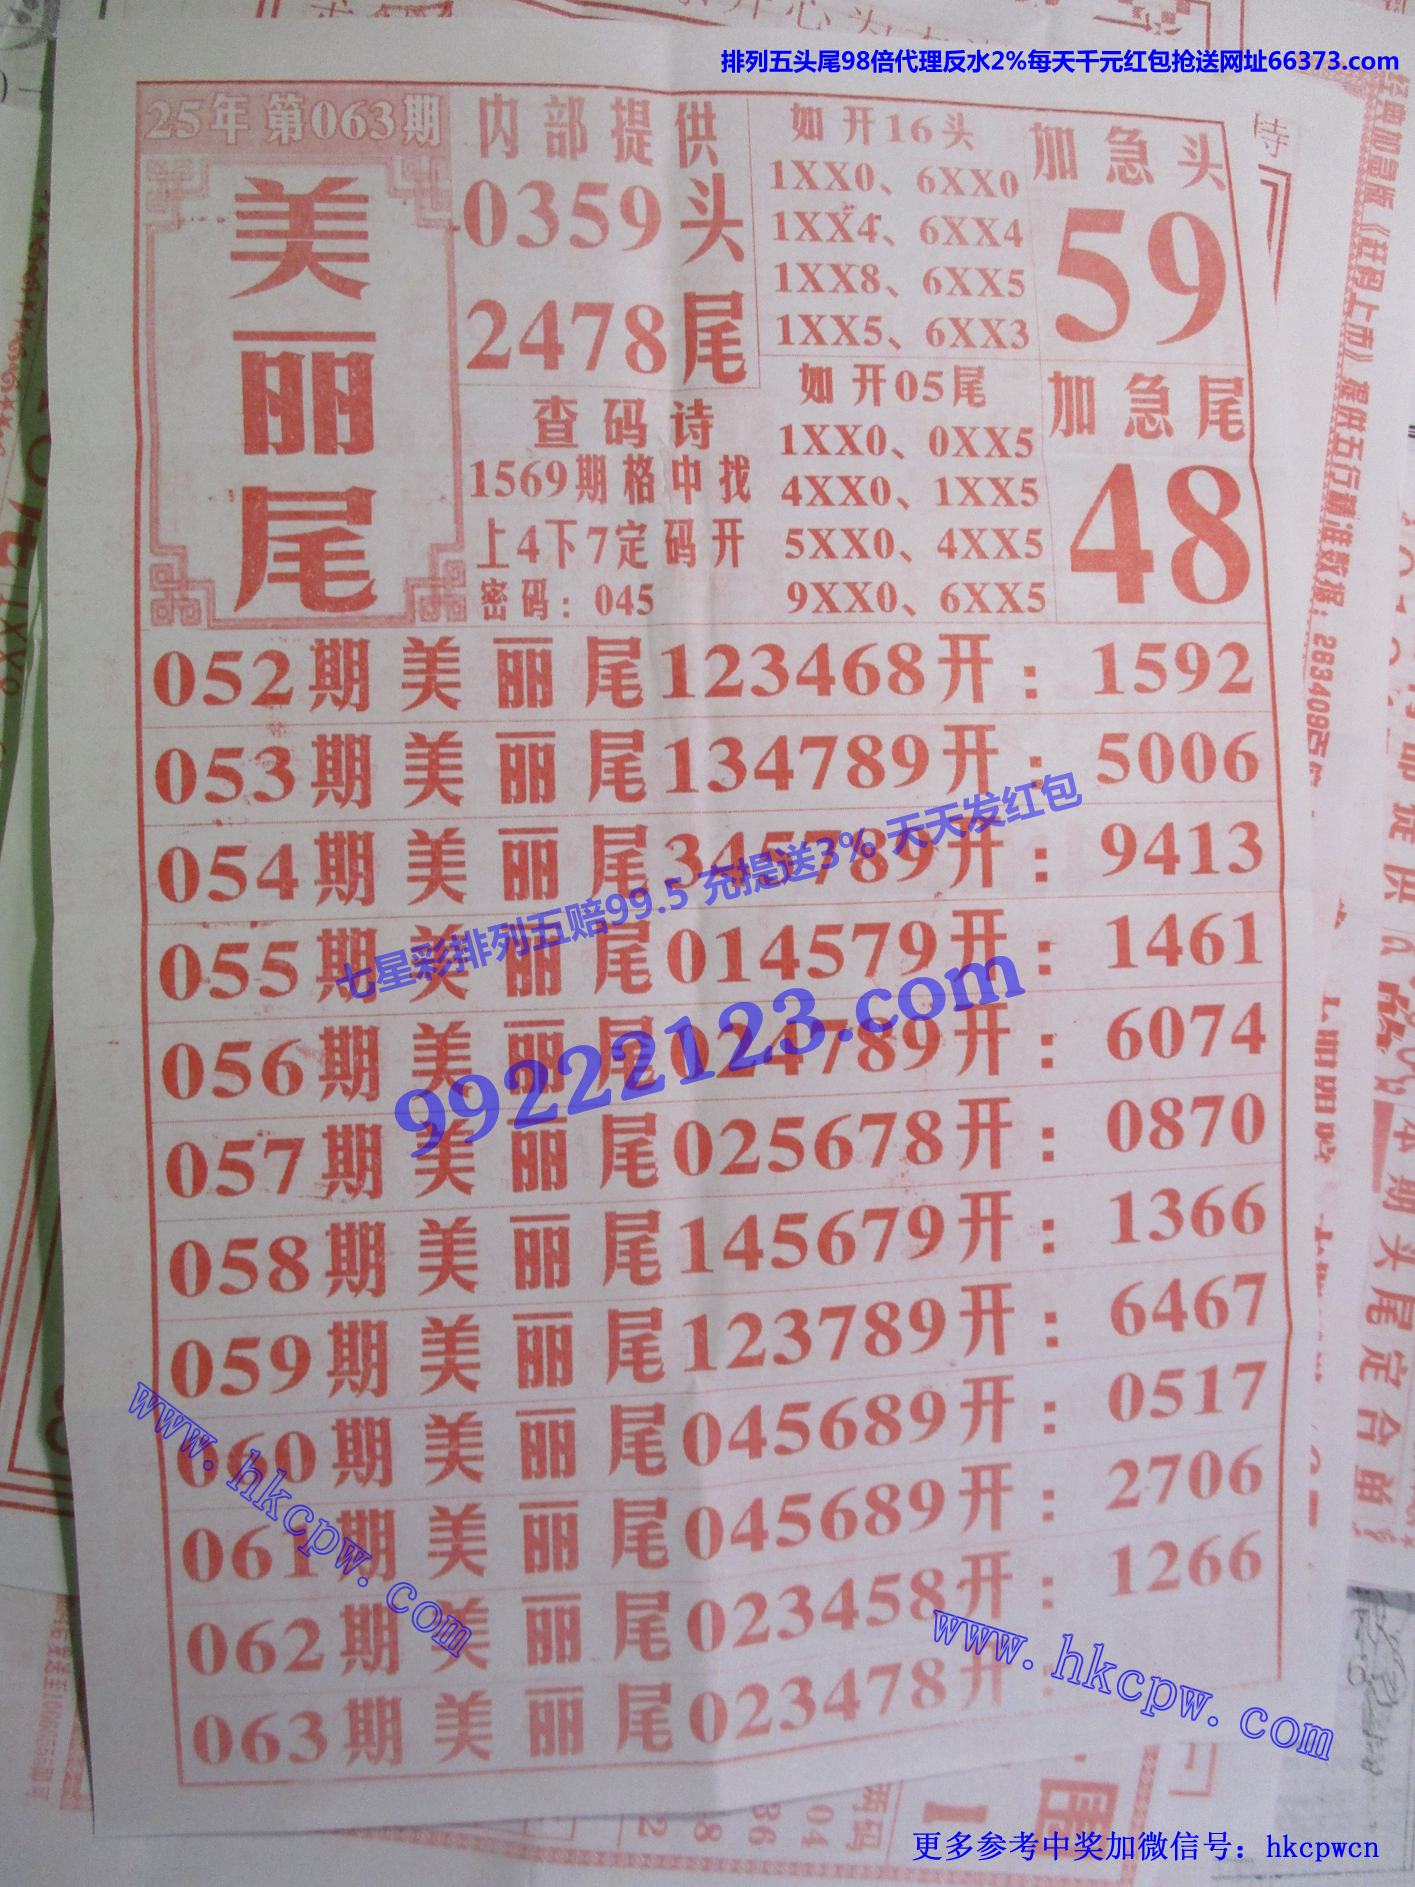 排列五头尾98倍代理反水2%每天千元红包抢送网址66373.com
25年 第063期
美丽尾
内部提供
0359头
2478尾
查码诗
1569期格中找
上4下7定码开
密码：045
如开16头
1XX0、6XX0
1XX4、6XX4
1XX8、6XX5
1XX5、6XX3
如开05尾
1XX0、0XX5
4XX0、1XX5
5XX0、4XX5
9XX0、6XX5
加急头
59
加急尾
48
052期美丽尾123468开：1592
053期美丽尾134789开：5006
054期美丽尾345789开：9413
055期美丽尾014579开：1461
056期美丽尾024789开：6074
057期美丽尾025678开：0870
058期美丽尾145679开：1366
059期美丽尾123789开：6467
060期美丽尾045689开：0517
061期美丽尾045689开：2706
062期美丽尾023458开：1266
063期美丽尾023478开：
七星彩排列五赔99.5 充提送3% 天天发红包
99222123.com
www.hkcpw.com
www.hkcpw.com
本期头尾定合单
更多参考中奖加微信号：hkcpwcn